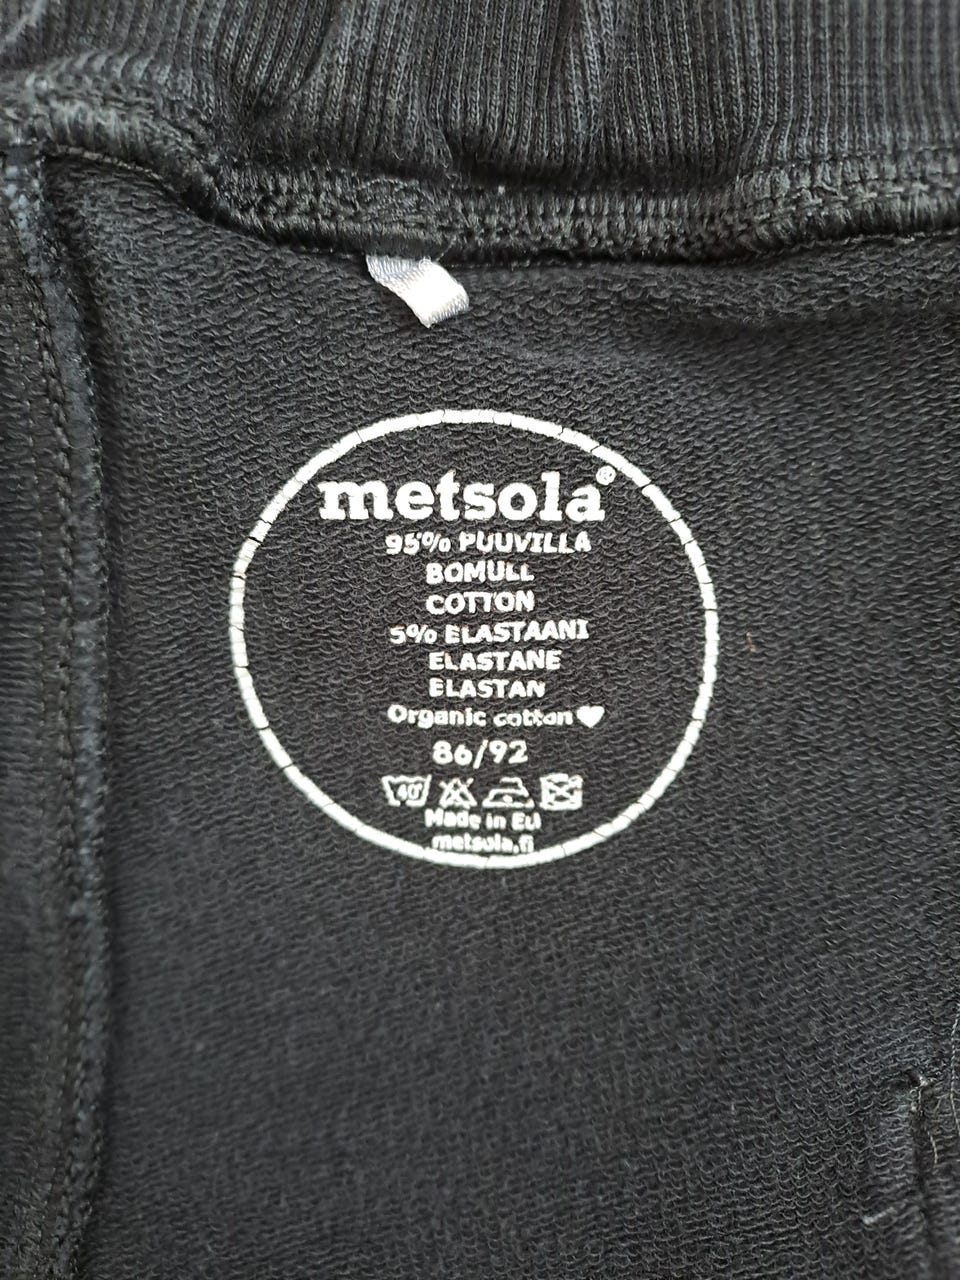 metsola®
95% PUUVILLA
BOMULL
COTTON
5% ELASTAANI
ELASTANE
ELASTAN
Organic cotton♥
86/92
40°
Made in EU
metsola.fi